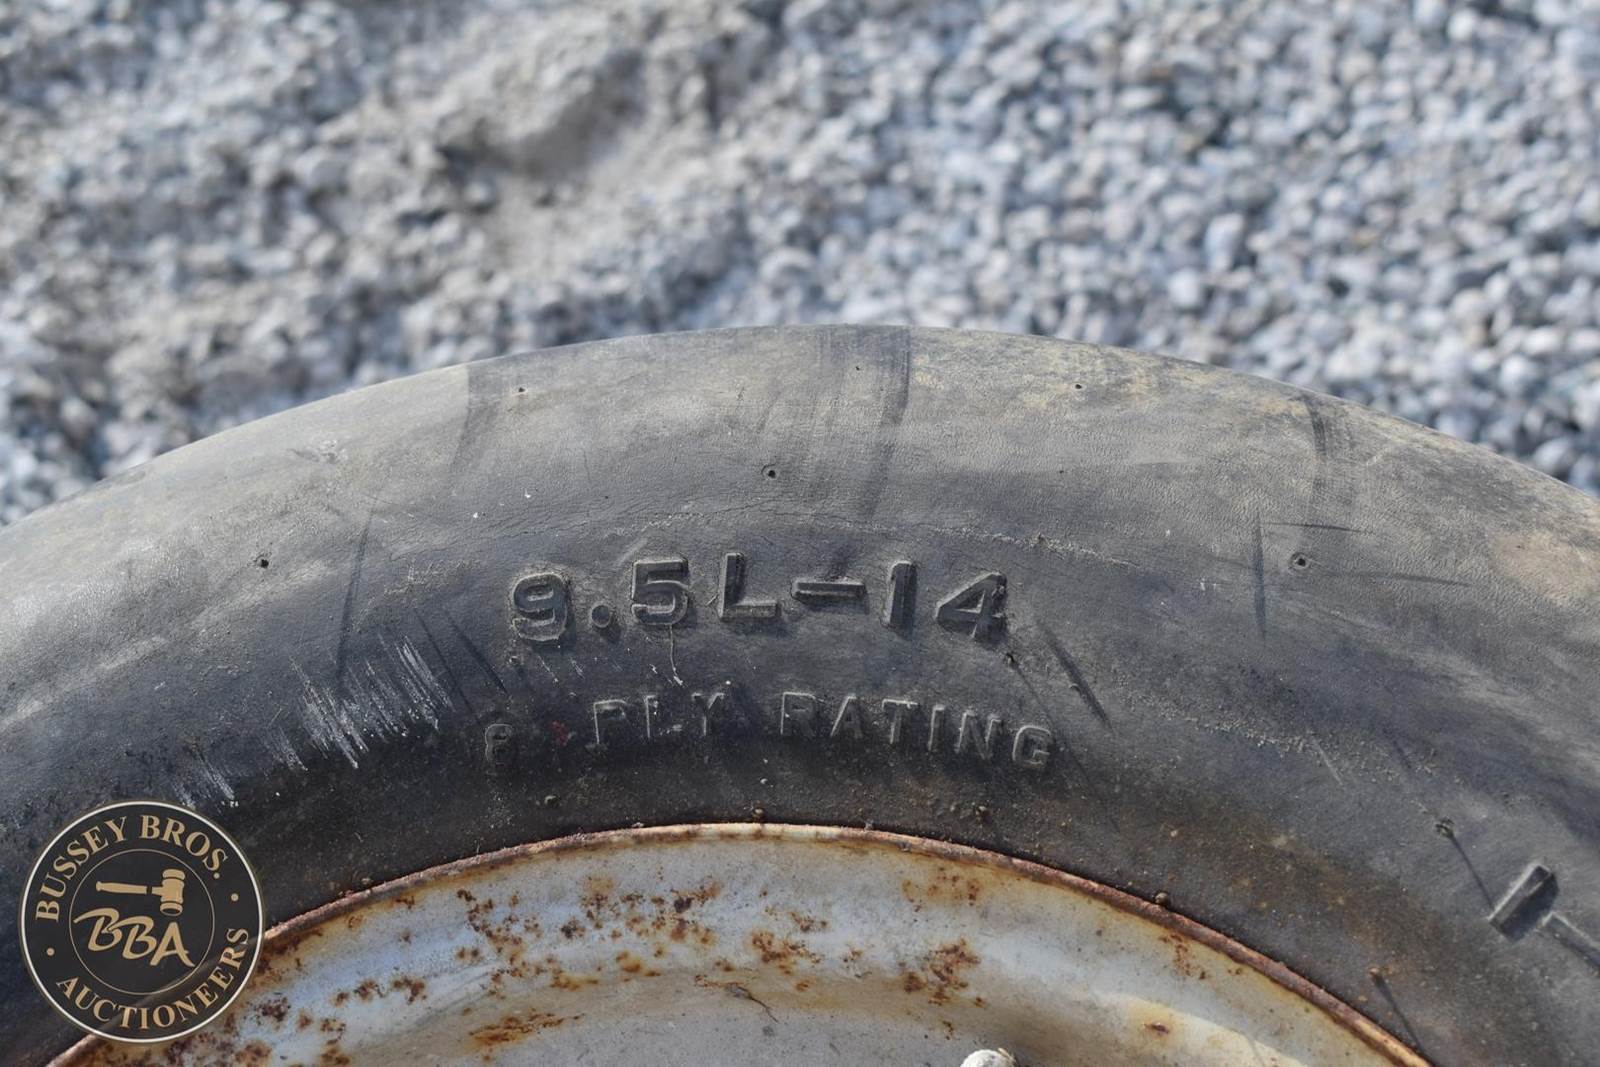 9.5L-14
8 PLY RATING
BUSSEY BROS.
BBA
AUCTIONEERS